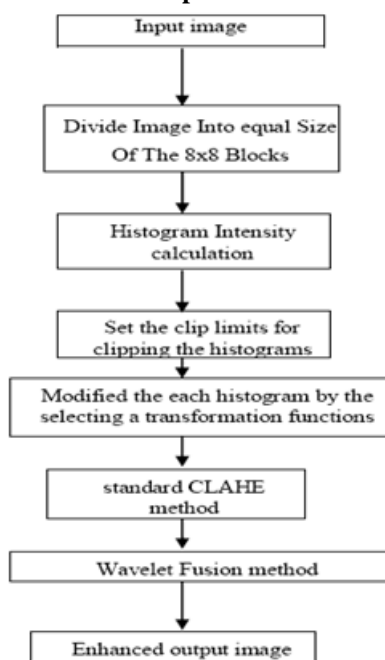 Input image
Divide Image Into equal Size
Of The 8x8 Blocks
Histogram Intensity
calculation
Set the clip limits for
clipping the histograms
Modified the each histogram by the
selecting a transformation functions
standard CLAHE
method
Wavelet Fusion method
Enhanced output image